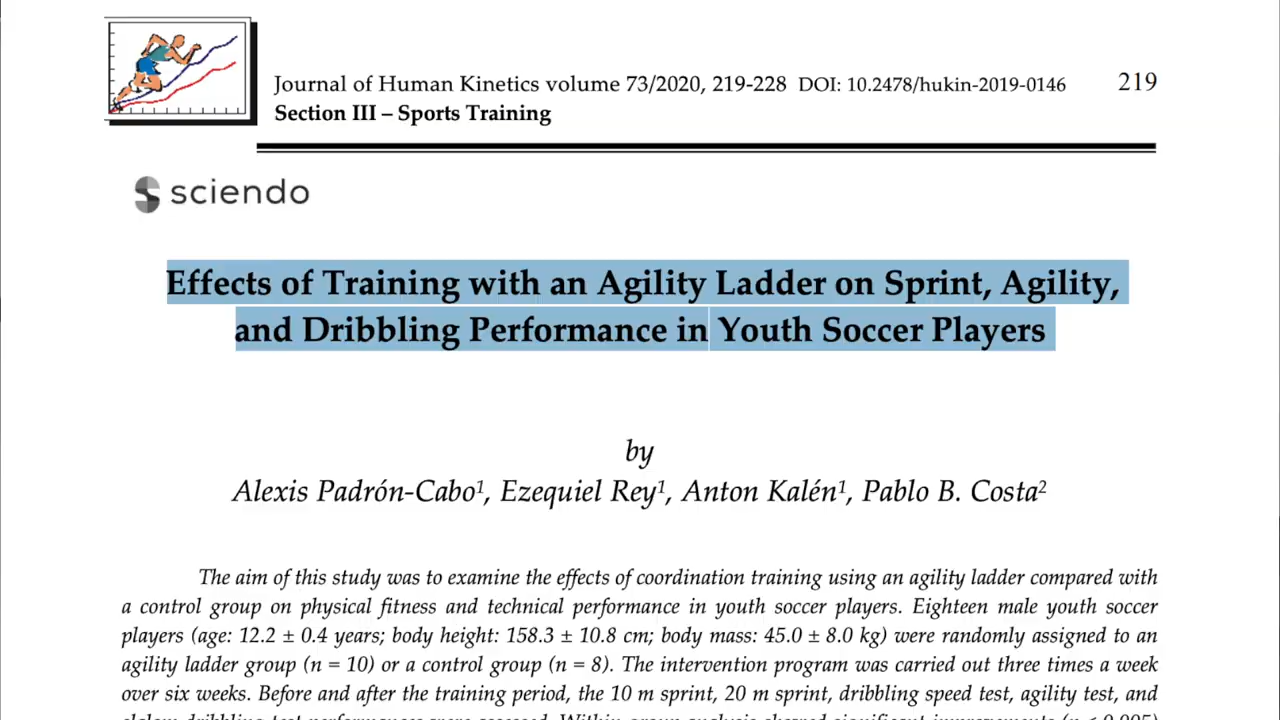 Journal of Human Kinetics volume 73/2020, 219-228 DOI: 10.2478/hukin-2019-0146 219
Section III – Sports Training
sciendo
Effects of Training with an Agility Ladder on Sprint, Agility,
and Dribbling Performance in Youth Soccer Players
by
Alexis Padrón-Cabo¹, Ezequiel Rey¹, Anton Kalén¹, Pablo B. Costa²
The aim of this study was to examine the effects of coordination training using an agility ladder compared with
a control group on physical fitness and technical performance in youth soccer players. Eighteen male youth soccer
players (age: 12.2 ± 0.4 years; body height: 158.3 ± 10.8 cm; body mass: 45.0 ± 8.0 kg) were randomly assigned to an
agility ladder group (n = 10) or a control group (n = 8). The intervention program was carried out three times a week
over six weeks. Before and after the training period, the 10 m sprint, 20 m sprint, dribbling speed test, agility test, and